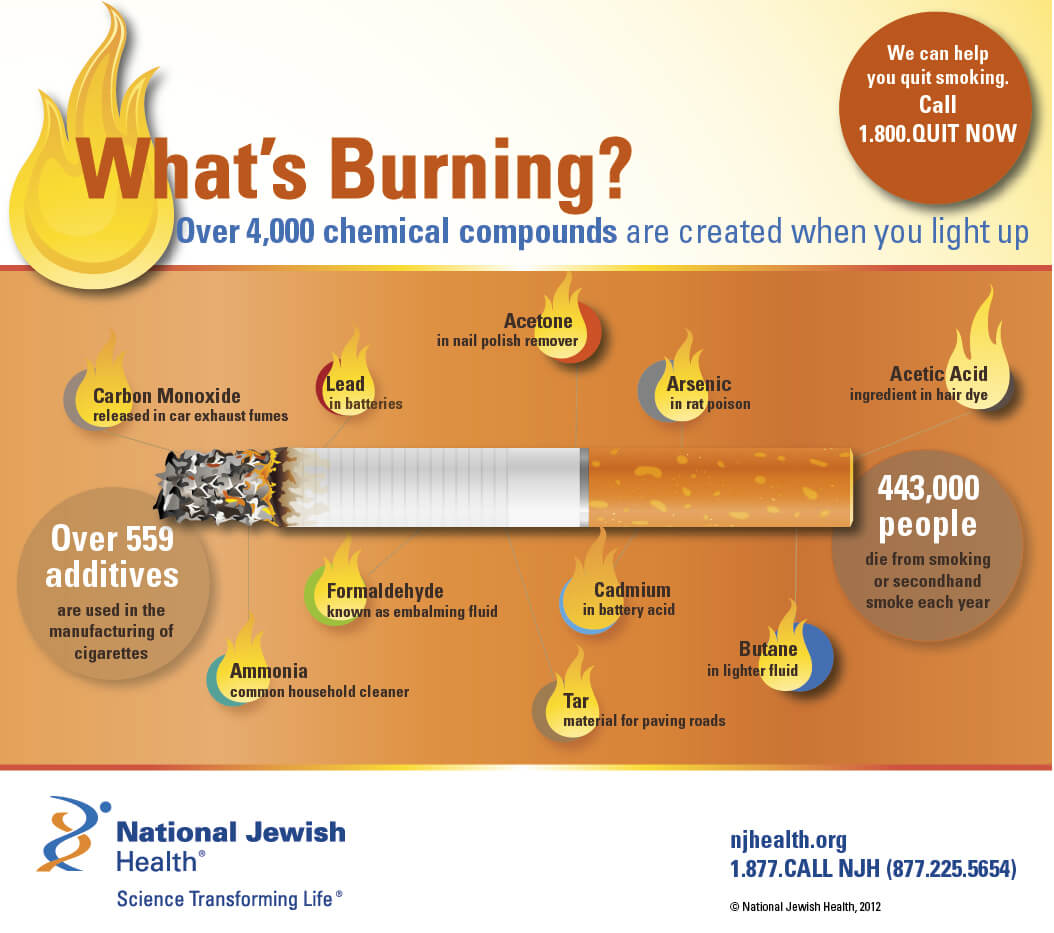 We can help
you quit smoking.
Call
1.800.QUIT NOW
What's Burning?
Over 4,000 chemical compounds are created when you light up
Acetone
in nail polish remover
Carbon Monoxide
released in car exhaust fumes
Lead
in batteries
Arsenic
in rat poison
Acetic Acid
ingredient in hair dye
Over 559
additives
are used in the
manufacturing of
cigarettes
443,000
people
die from smoking
or secondhand
smoke each year
Formaldehyde
known as embalming fluid
Cadmium
in battery acid
Ammonia
common household cleaner
Tar
material for paving roads
Butane
in lighter fluid
National Jewish
Health®
Science Transforming Life®
njhealth.org
1.877.CALL NJH (877.225.5654)
© National Jewish Health, 2012